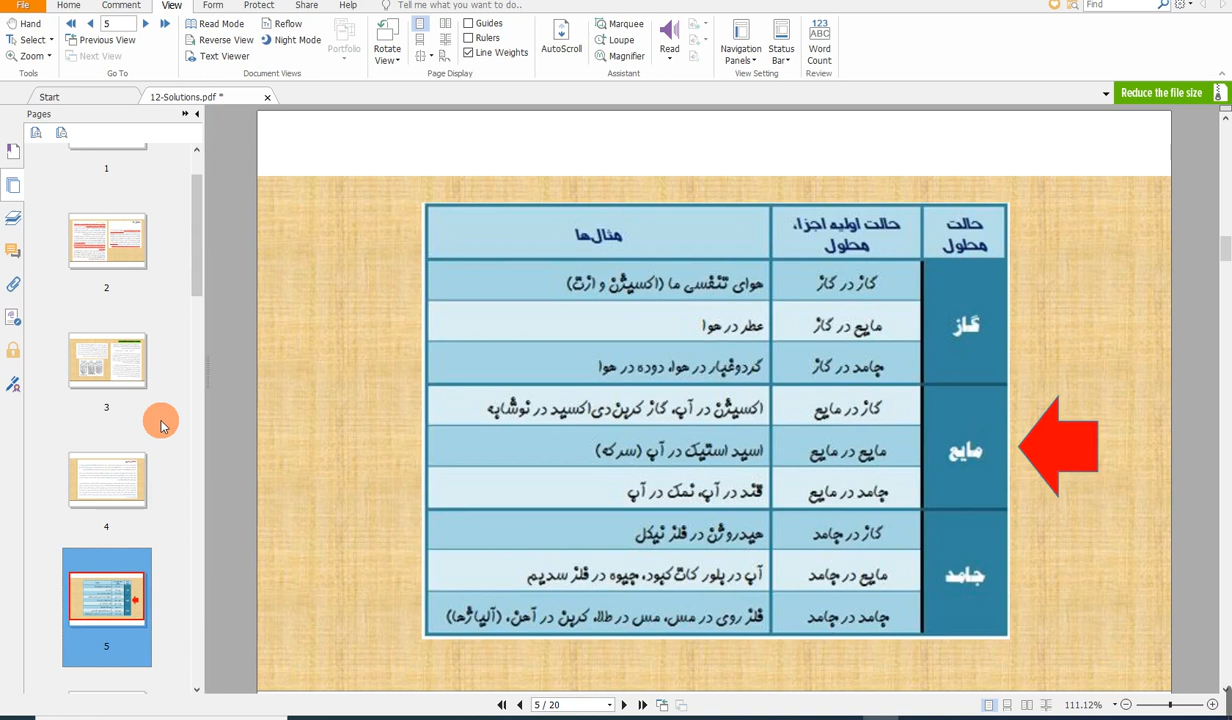 File
Home
Comment
View
Form
Protect
Share
Help
Tell me what you want to do..
Find
Hand
5
Read Mode
Reflow
Guides
Marquee
123
ABC
Select
Previous View
Reverse View
Night Mode
Rulers
Loupe
Zoom
Next View
Text Viewer
Portfolio
Rotate
View
Line Weights
AutoScroll
Magnifier
Read
Navigation
Panels
Status
Bar
Word
Count
Tools
Go To
Document Views
Page Display
Assistant
View Setting
Review
Start
12-Solutions.pdf *
Reduce the file size
Pages
1
2
3
4
5
حالت محلول
حالت اولیه اجزاء محلول
مثال‌ها
گاز
گاز در گاز
هوای تنفسی ما (اکسیژن و ازت)
مایع در گاز
عطر در هوا
جامد در گاز
گردوغبار در هوا، دوده در هوا
مایع
گاز در مایع
اکسیژن در آب، گاز کربن دی‌اکسید در نوشابه
مایع در مایع
اسید استیک در آب (سرکه)
جامد در مایع
قند در آب، نمک در آب
جامد
گاز در جامد
هیدروژن در فلز نیکل
مایع در جامد
آب در بلور کات کبود، جیوه در فلز سدیم
جامد در جامد
فلز روی در مس، مس در طلا، کربن در آهن، (آلیاژها)
5 / 20
111.12%